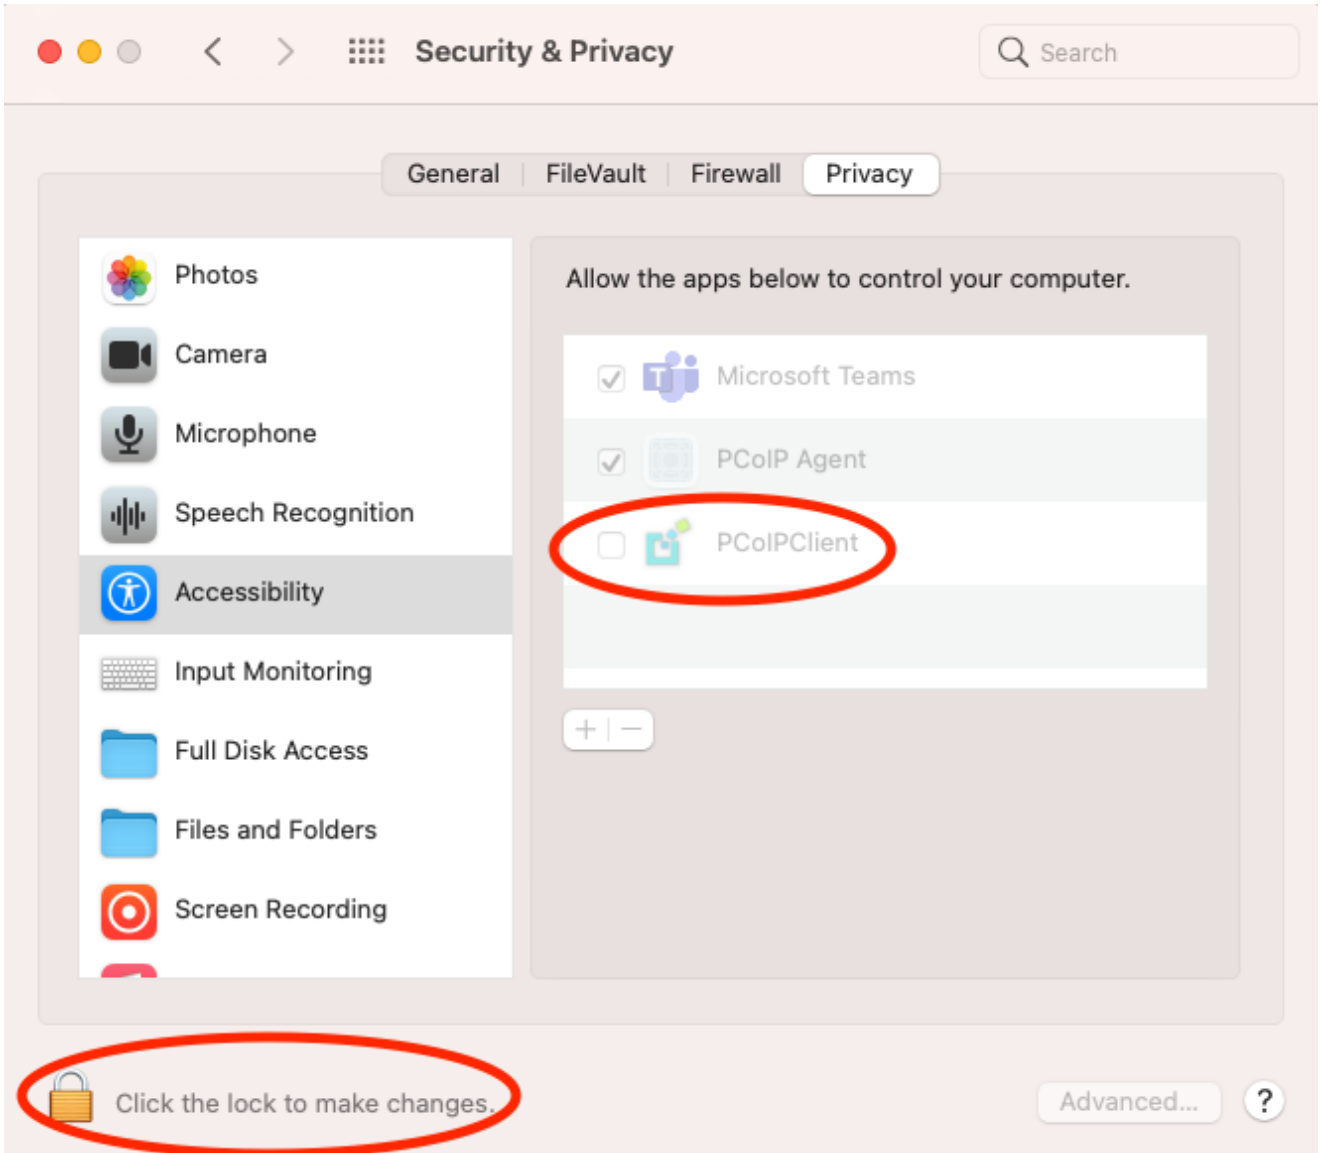 Security & Privacy
Search
General
FileVault
Firewall
Privacy
Photos
Camera
Microphone
Speech Recognition
Accessibility
Input Monitoring
Full Disk Access
Files and Folders
Screen Recording
Allow the apps below to control your computer.
T Microsoft Teams
PCoIP Agent
PCoIPClient
+ −
Click the lock to make changes.
Advanced...
?